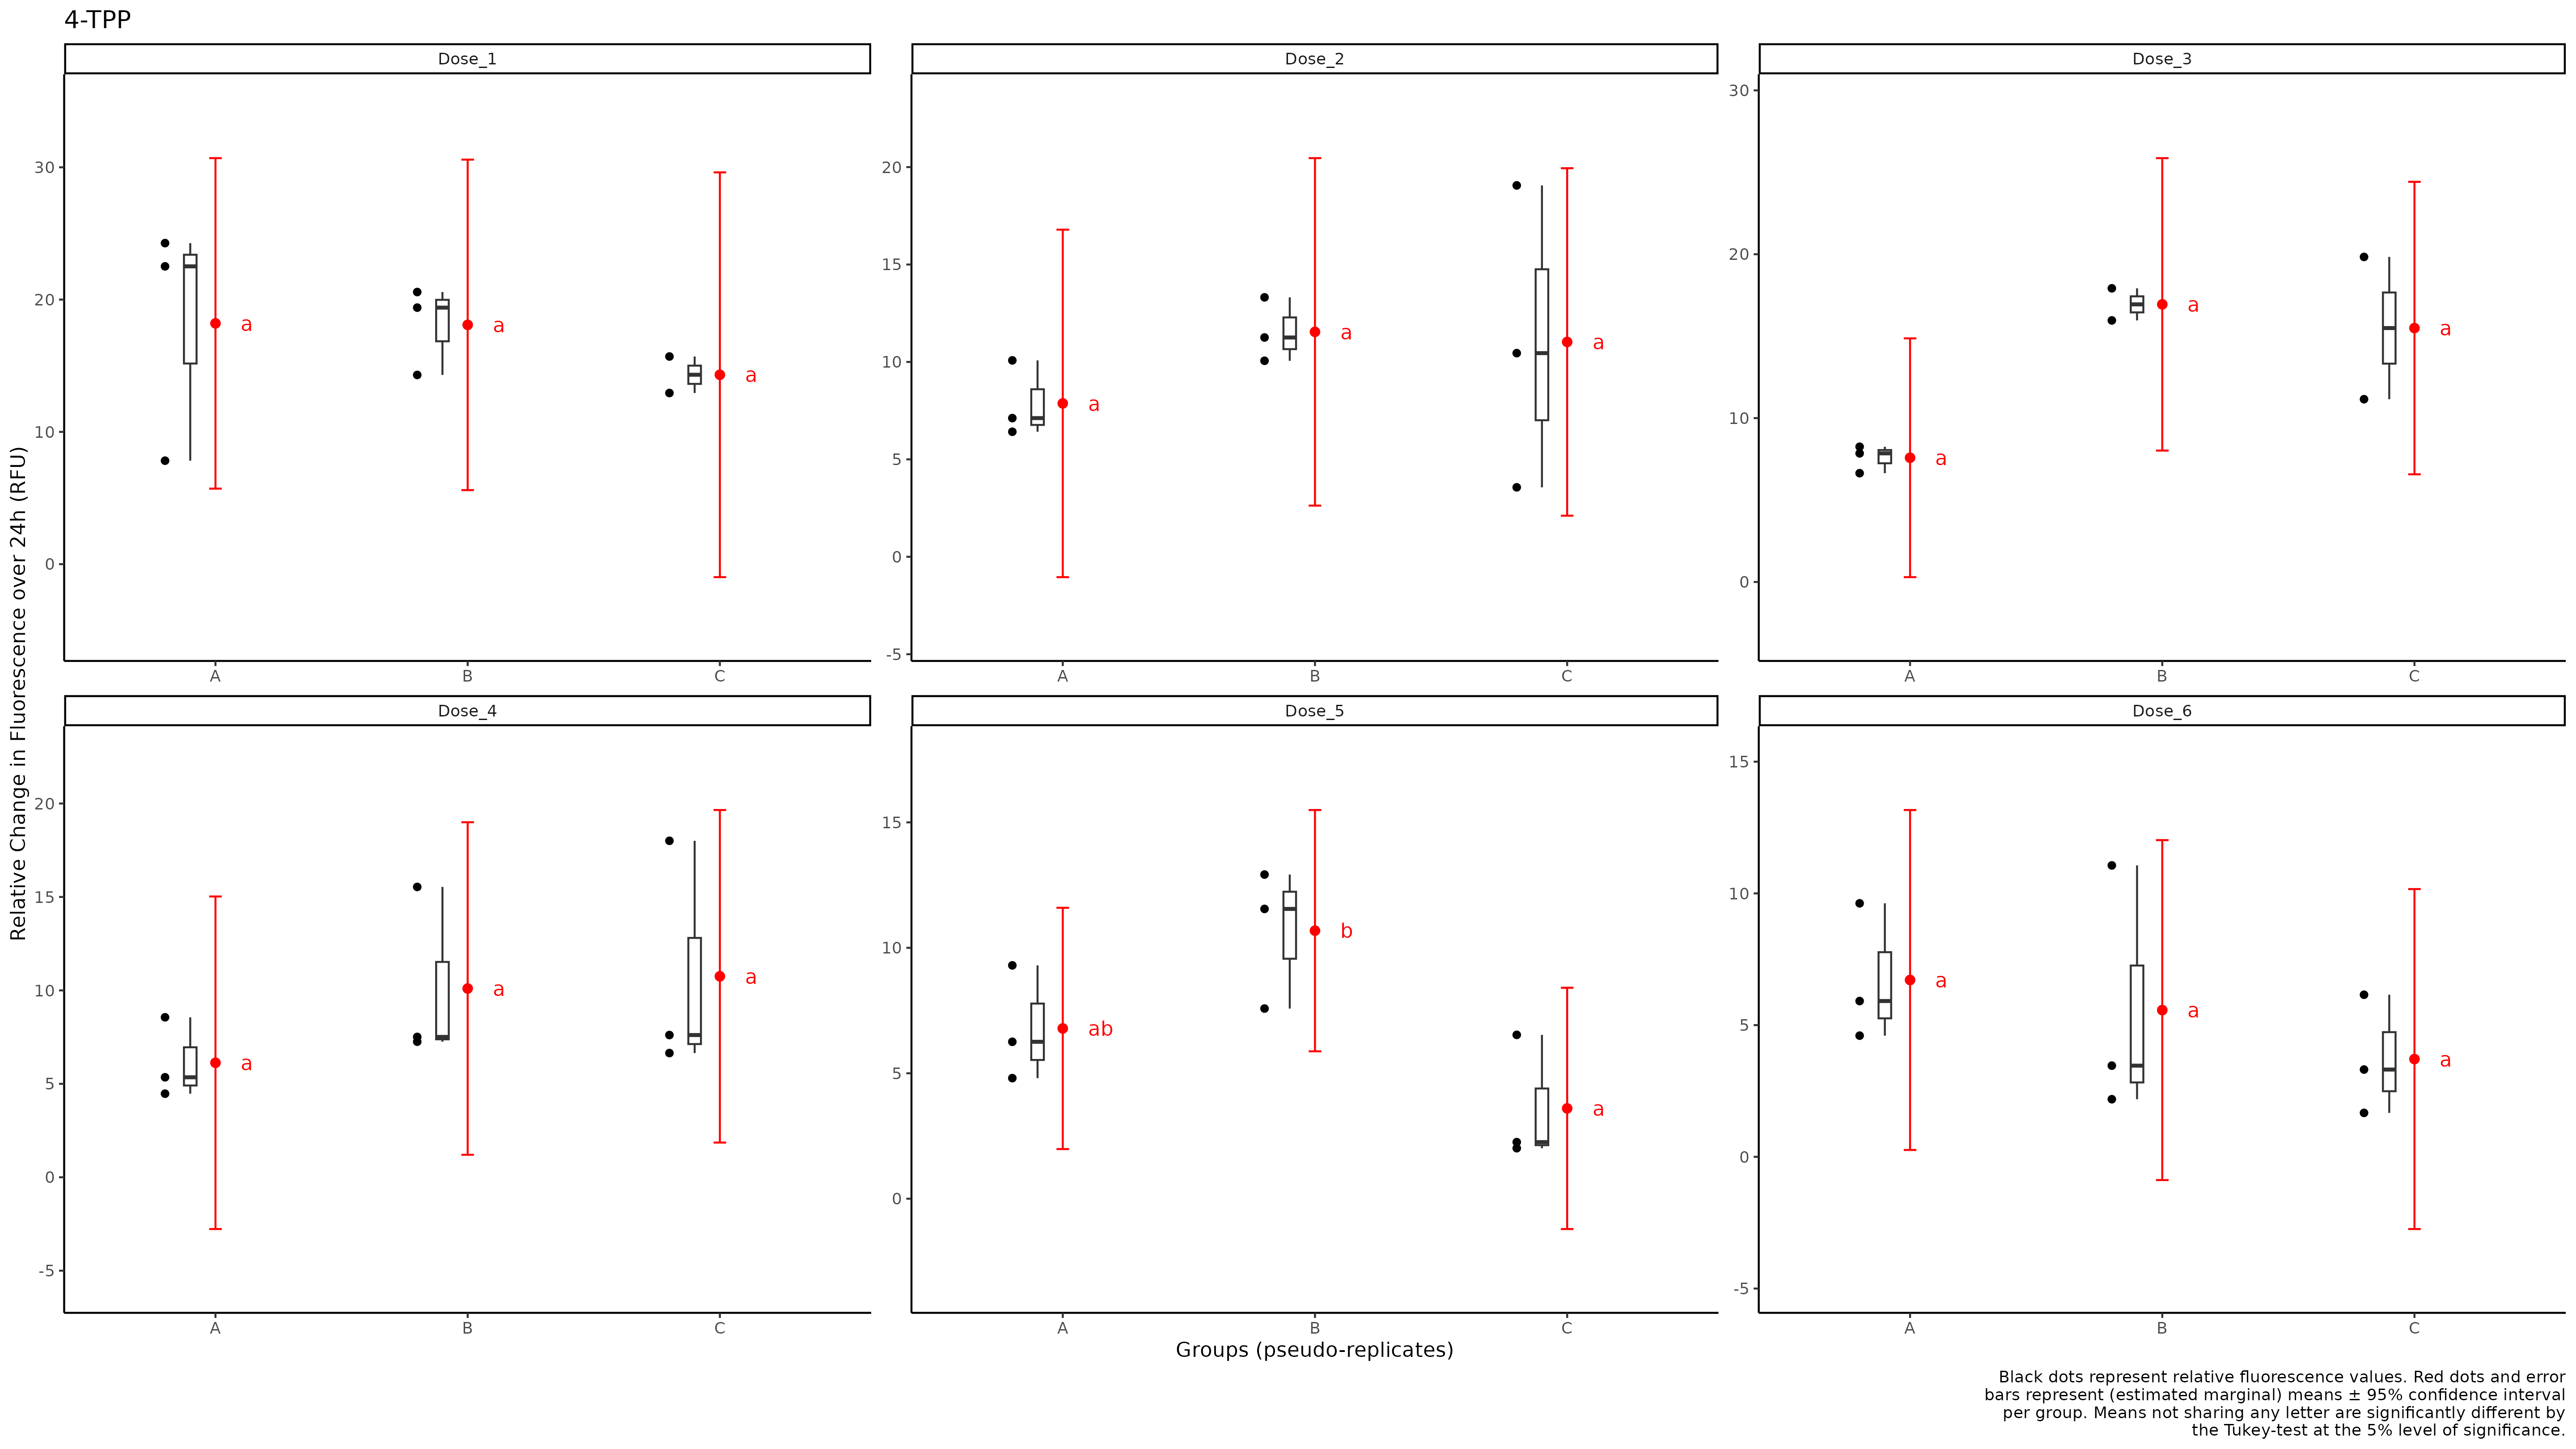 4-TPP
Dose_1
Dose_2
Dose_3
Relative Change in Fluorescence over 24h (RFU)
30
20
10
0
a
a
a
A
B
C
20
15
10
5
0
-5
a
a
a
A
B
C
30
20
10
0
a
a
a
A
B
C
Dose_4
Dose_5
Dose_6
20
15
10
5
0
-5
a
a
a
A
B
C
15
10
5
0
ab
b
a
A
B
C
15
10
5
0
-5
a
a
a
A
B
C
Groups (pseudo-replicates)
Black dots represent relative fluorescence values. Red dots and error
bars represent (estimated marginal) means ± 95% confidence interval
per group. Means not sharing any letter are significantly different by
the Tukey-test at the 5% level of significance.